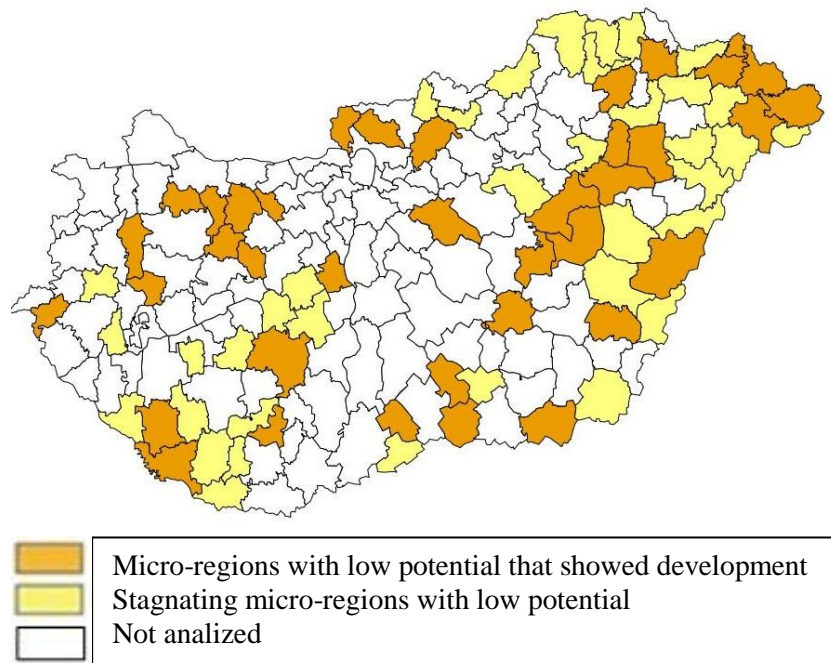 Micro-regions with low potential that showed development
Stagnating micro-regions with low potential
Not analized